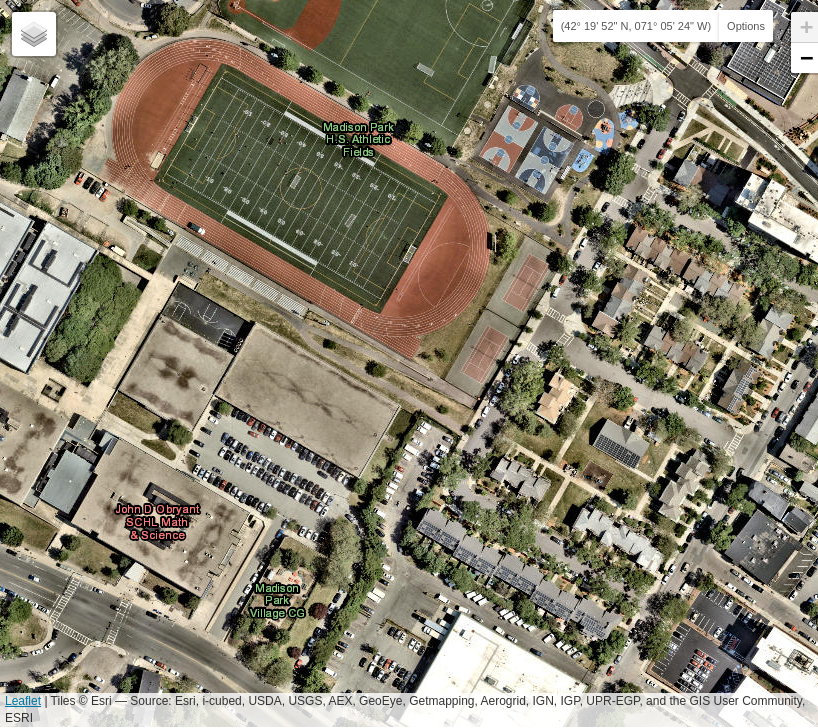 (42° 19' 52" N, 071° 05' 24" W) Options
+
−
Madison Park
H.S. Athletic
Fields
John D O'bryant
SCHL Math
& Science
Madison
Park
Village CG
Leaflet | Tiles © Esri — Source: Esri, i-cubed, USDA, USGS, AEX, GeoEye, Getmapping, Aerogrid, IGN, IGP, UPR-EGP, and the GIS User Community,
ESRI